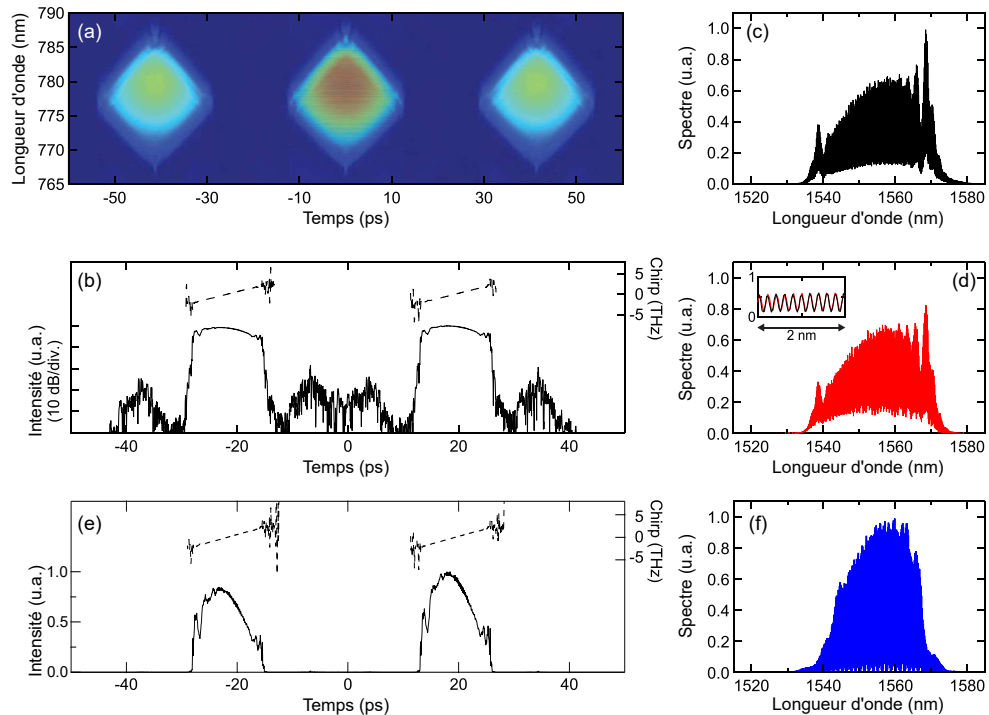 (a)
Longueur d'onde (nm)
790
785
780
775
770
765
-50
-30
-10
10
30
50
Temps (ps)
(c)
Spectre (u.a.)
1.0
0.8
0.6
0.4
0.2
0.0
1520
1540
1560
1580
Longueur d'onde (nm)
(b)
Intensité (u.a.)
(10 dB/div.)
Chirp (THz)
5
0
-5
-40
-20
0
20
40
Temps (ps)
(d)
Spectre (u.a.)
1.0
0.8
0.6
0.4
0.2
0.0
1
0
2 nm
1520
1540
1560
1580
Longueur d'onde (nm)
(e)
Intensité (u.a.)
1.0
0.5
0.0
Chirp (THz)
5
0
-5
-40
-20
0
20
40
Temps (ps)
(f)
Spectre (u.a.)
1.0
0.8
0.6
0.4
0.2
0
1520
1540
1560
1580
Longueur d'onde (nm)